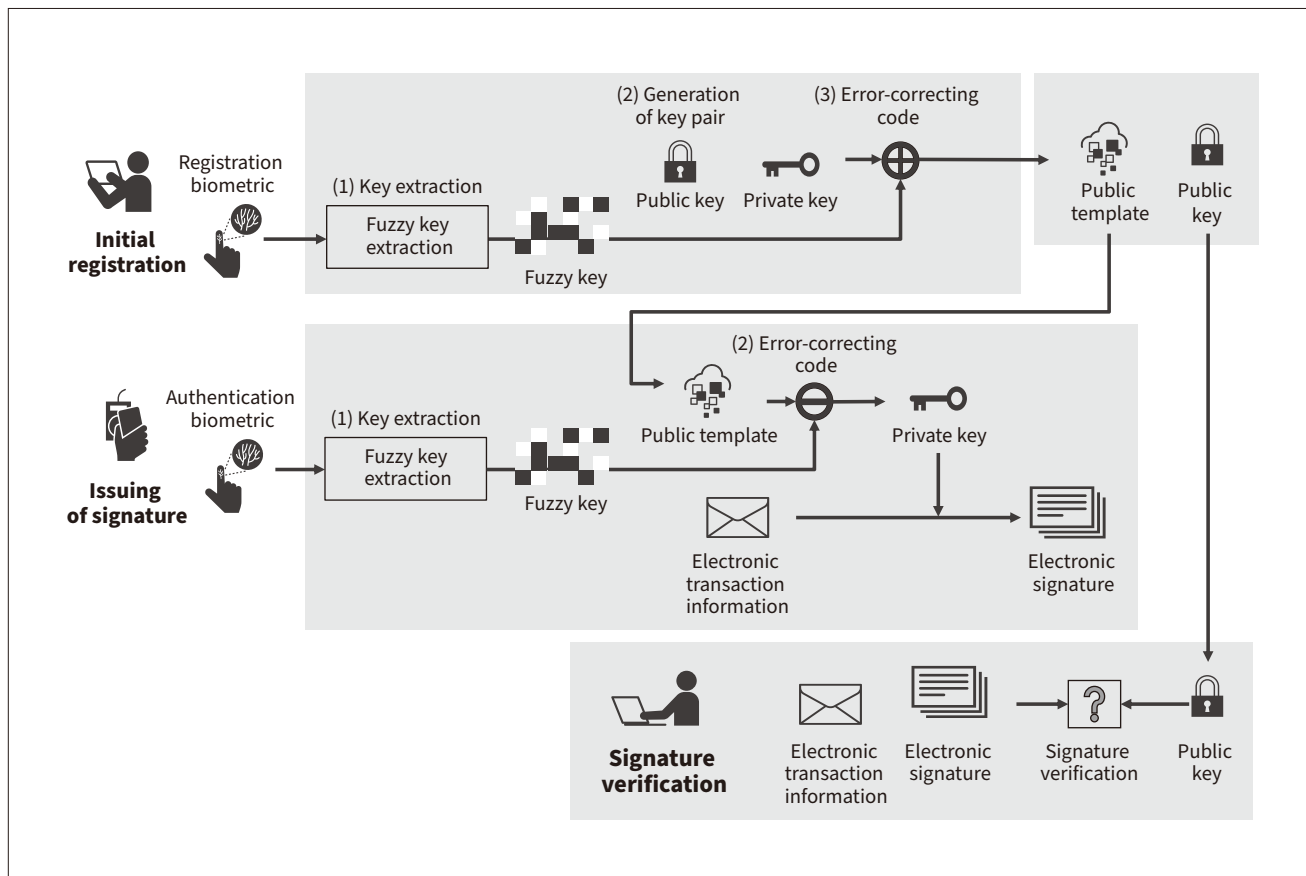 (2) Generation
of key pair
(3) Error-correcting
code
Registration
biometric
(1) Key extraction
Fuzzy key
extraction
Public key
Private key
Public
template
Public
key
Initial
registration
Fuzzy key
(2) Error-correcting
code
Authentication
biometric
(1) Key extraction
Fuzzy key
extraction
Public template
Private key
Issuing
of signature
Fuzzy key
Electronic
transaction
information
Electronic
signature
?
Signature
verification
Electronic
transaction
information
Electronic
signature
Signature
verification
Public
key